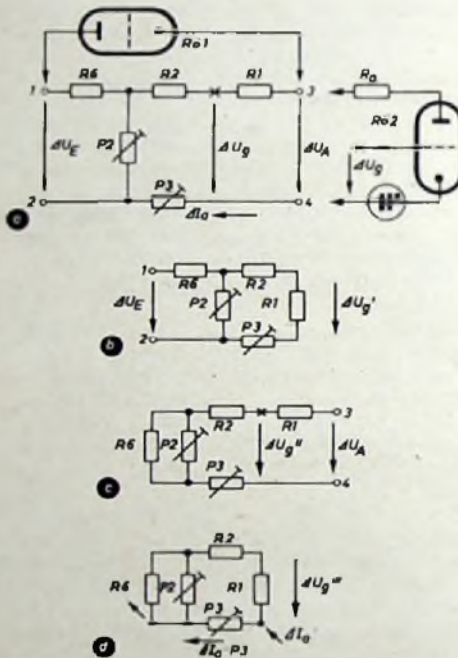 Rö1
1 R6 R2 R1 3 Ra
Rö2
ΔUE P2 ΔUg ΔUA ΔUg
P3
2 ΔIa 4
a
1 R6 R2
ΔUE P2 R1 ΔUg'
P3
2
b
R2 R1 3
R6 P2 ΔUg" ΔUA
P3 4
c
R2
R6 P2 R1 ΔUg'''
P3
ΔIa
ΔIa P3
d